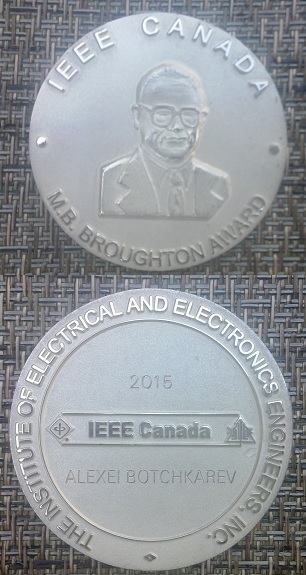 IEEE CANADA
M.B. BROUGHTON AWARD
THE INSTITUTE OF ELECTRICAL AND ELECTRONICS ENGINEERS, INC.
2015
IEEE Canada
ALEXEI BOTCHKAREV